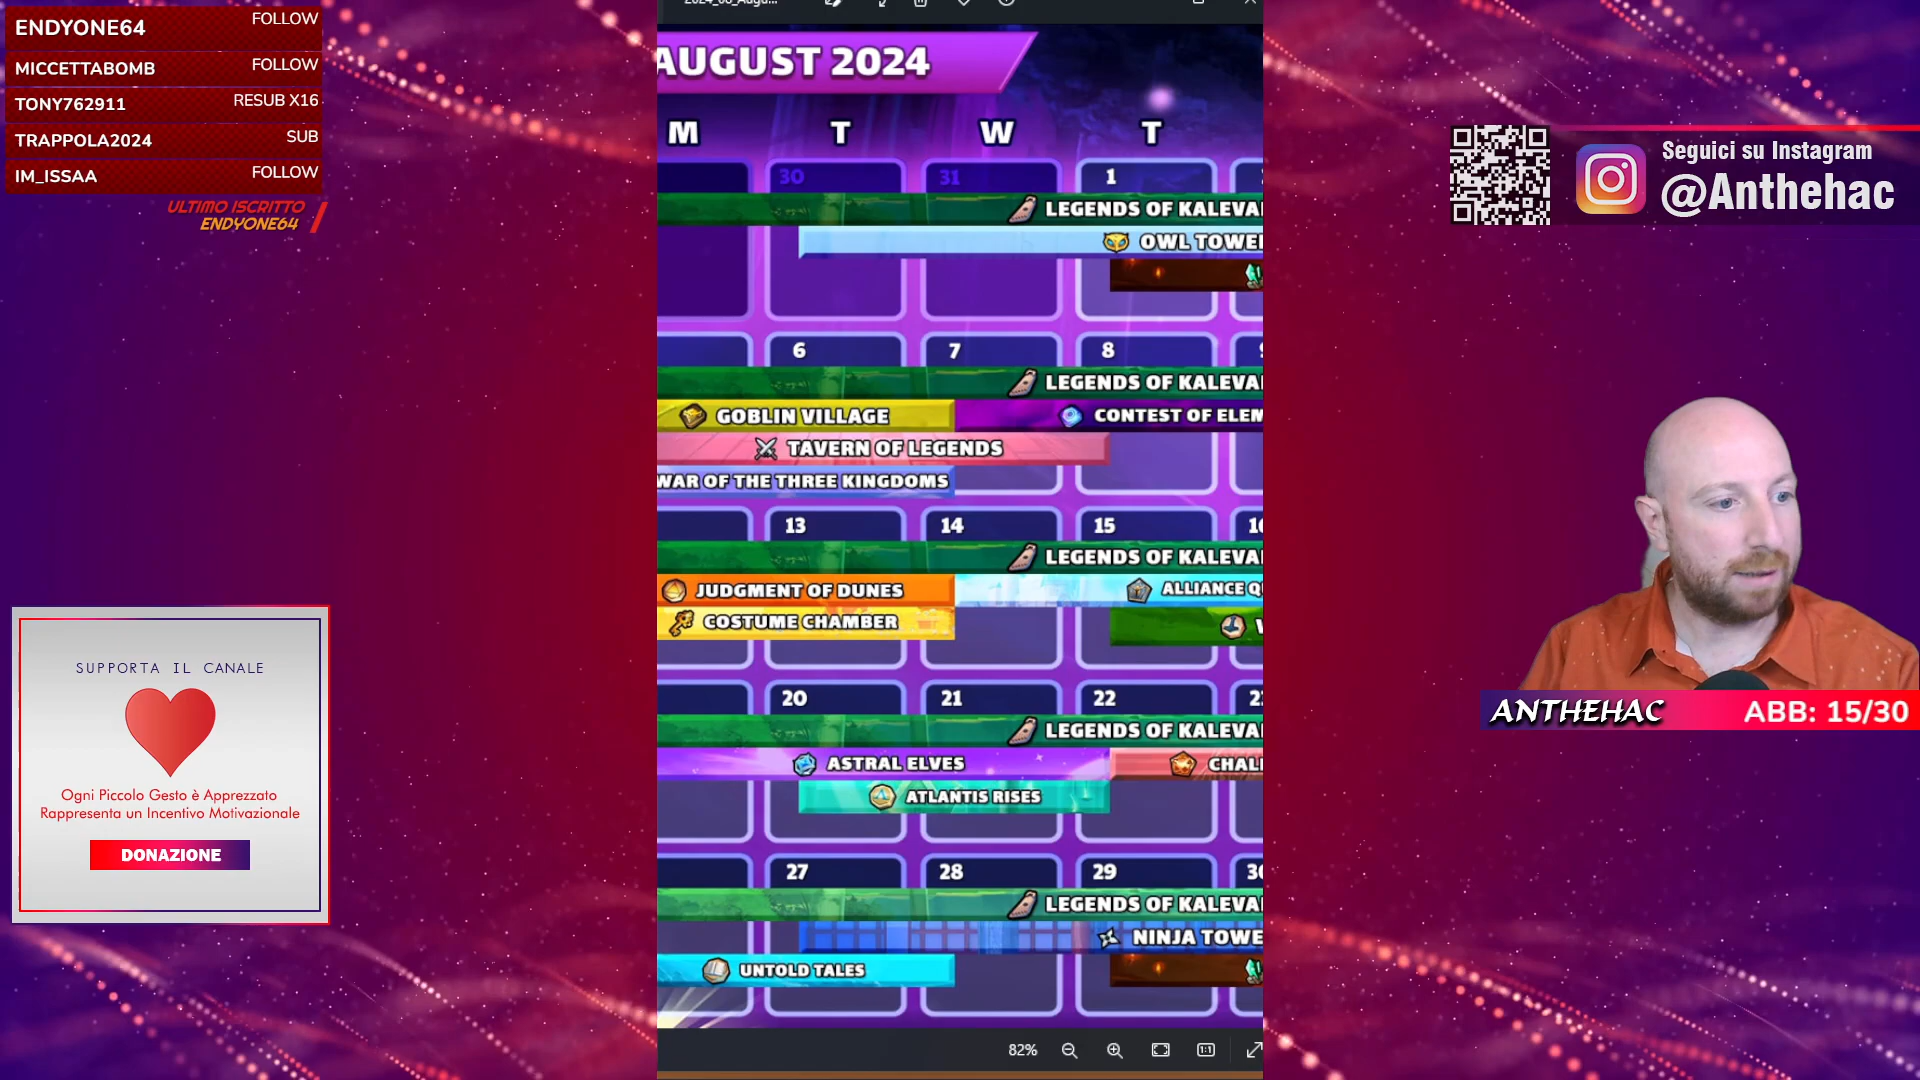 ENDYONE64 FOLLOW
MICCETTABOMB FOLLOW
TONY762911 RESUB X16
TRAPPOLA2024 SUB
IM_ISSAA FOLLOW
ULTIMO ISCRITTO
ENDYONE64
SUPPORTA IL CANALE
Ogni Piccolo Gesto è Apprezzato
Rappresenta un Incentivo Motivazionale
DONAZIONE
AUGUST 2024
M T W T
30 31 1
LEGENDS OF KALEVA
OWL TOWE
6 7 8
LEGENDS OF KALEVA
GOBLIN VILLAGE CONTEST OF ELEM
TAVERN OF LEGENDS
WAR OF THE THREE KINGDOMS
13 14 15
LEGENDS OF KALEVA
JUDGMENT OF DUNES ALLIANCE Q
COSTUME CHAMBER
20 21 22
LEGENDS OF KALEVA
ASTRAL ELVES CHAL
ATLANTIS RISES
27 28 29
LEGENDS OF KALEVA
NINJA TOWE
UNTOLD TALES
82% 1:1
Seguici su Instagram
@Anthehac
ANTHEHAC ABB: 15/30